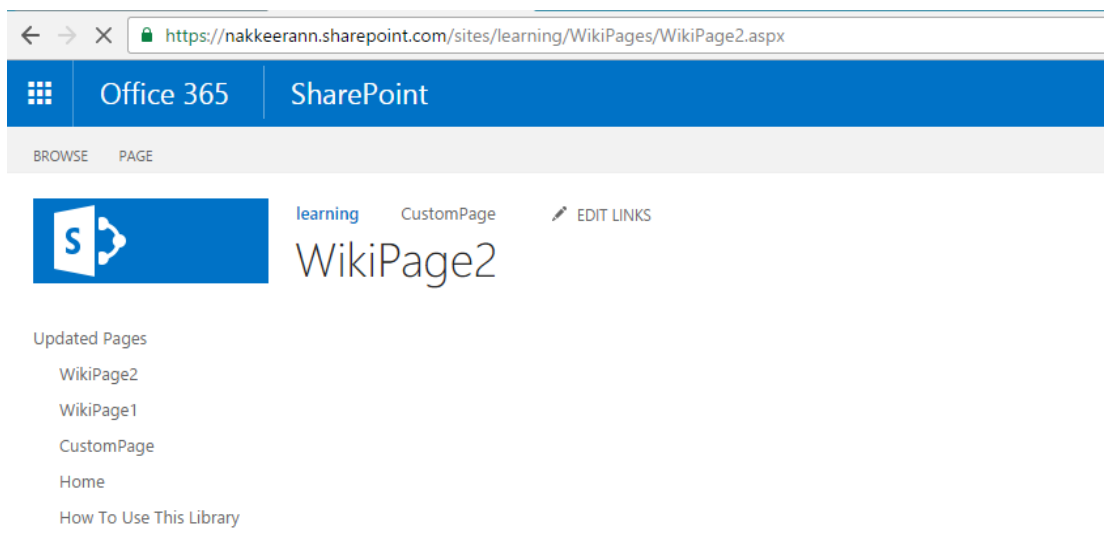 https://nakkeerann.sharepoint.com/sites/learning/WikiPages/WikiPage2.aspx
Office 365 SharePoint
BROWSE PAGE
S
learning CustomPage EDIT LINKS
WikiPage2
Updated Pages
WikiPage2
WikiPage1
CustomPage
Home
How To Use This Library